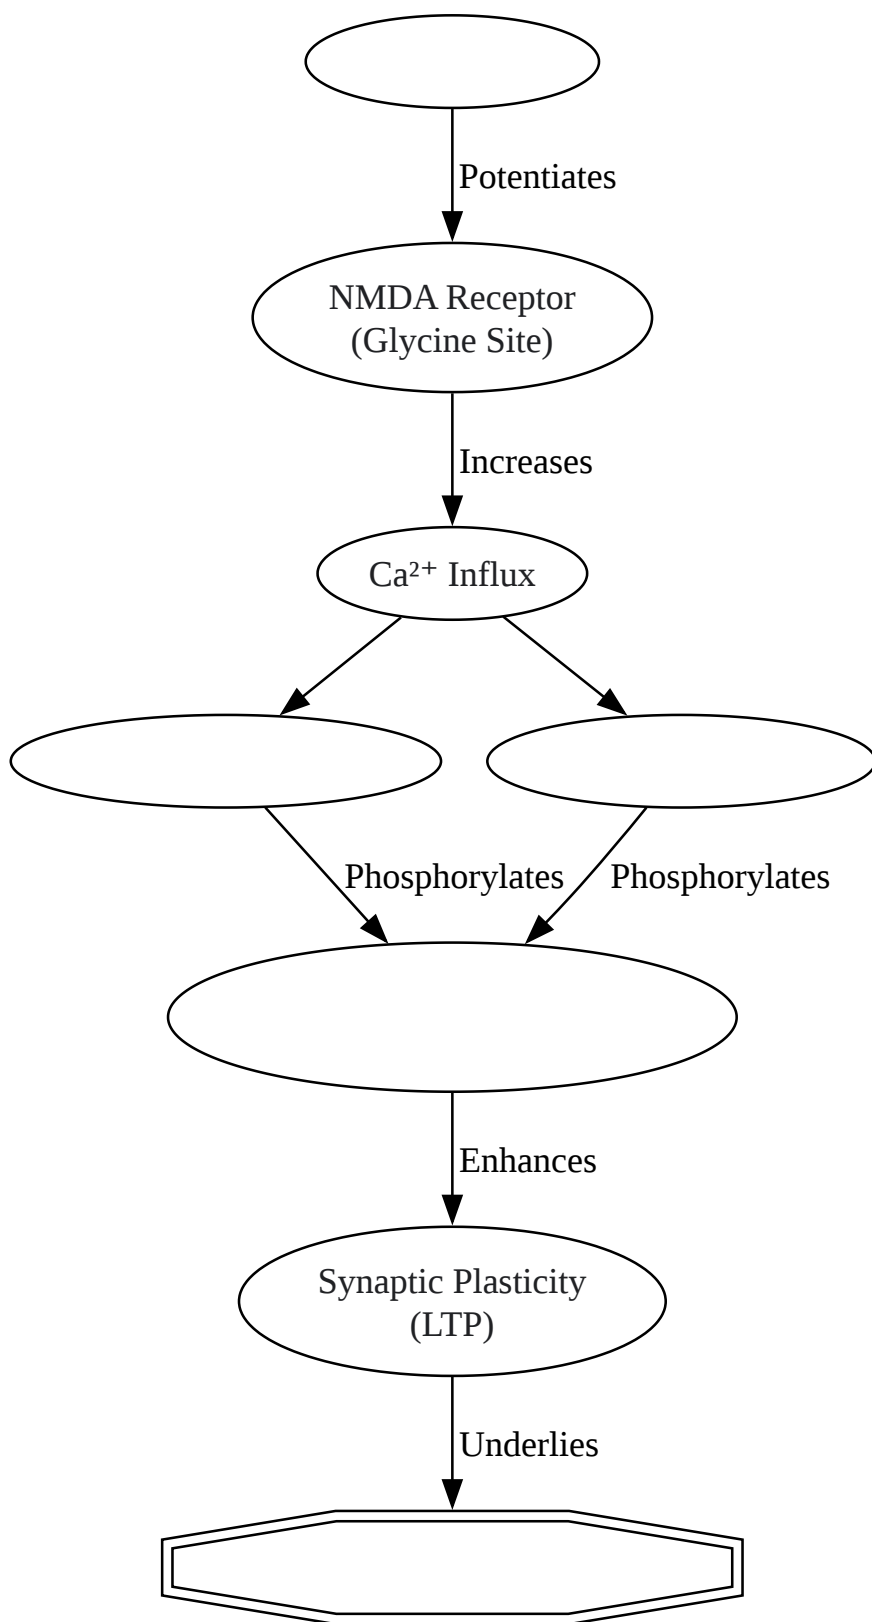 Potentiates
NMDA Receptor
(Glycine Site)
Increases
Ca²⁺ Influx
Phosphorylates
Phosphorylates
Enhances
Synaptic Plasticity
(LTP)
Underlies